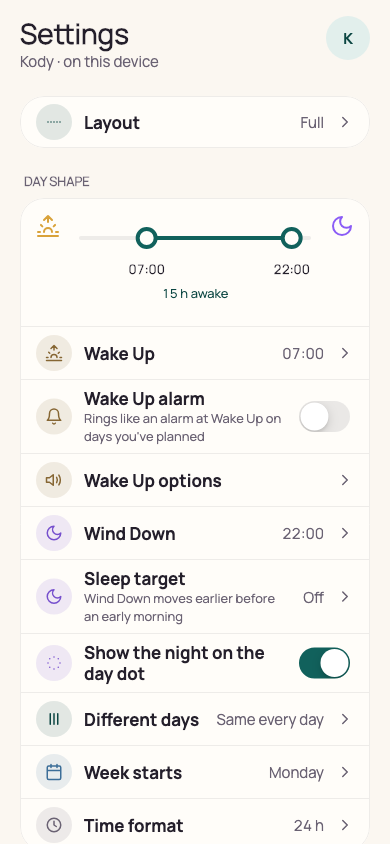 Settings
K
Kody · on this device
Layout
Full
DAY SHAPE
07:00
22:00
15 h awake
Wake Up
07:00
Wake Up alarm
Rings like an alarm at Wake Up on
days you've planned
Wake Up options
Wind Down
22:00
Sleep target
Wind Down moves earlier before
an early morning
Off
Show the night on the
day dot
Different days
Same every day
Week starts
Monday
Time format
24 h